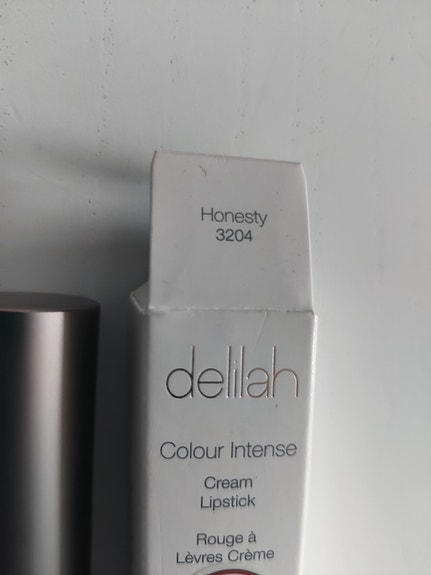 Honesty
3204
delilah
Colour Intense
Cream
Lipstick
Rouge à
Lèvres Crème